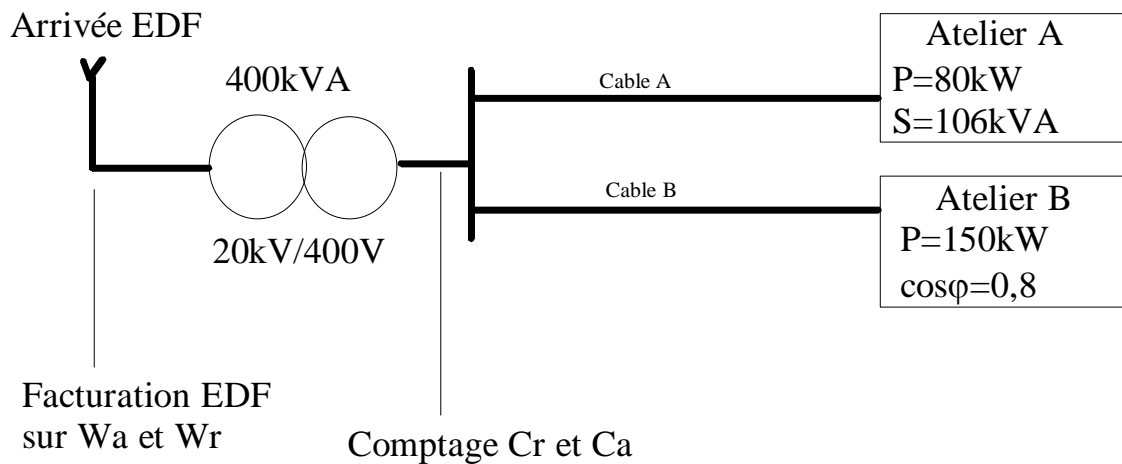 Arrivée EDF
400kVA
20kV/400V
Cable A
Cable B
Atelier A
P=80kW
S=106kVA
Atelier B
P=150kW
cosφ=0,8
Facturation EDF
sur Wa et Wr
Comptage Cr et Ca